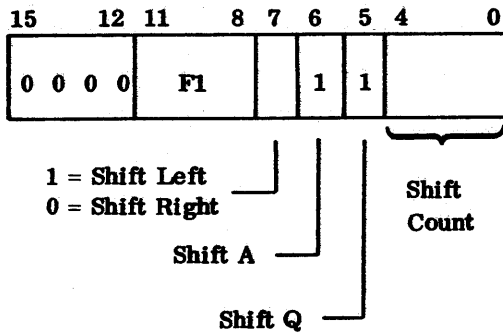 15 12 11 8 7 6 5 4 0
0 0 0 0 F1 1 1
1 = Shift Left
0 = Shift Right
Shift
Count
Shift A
Shift Q